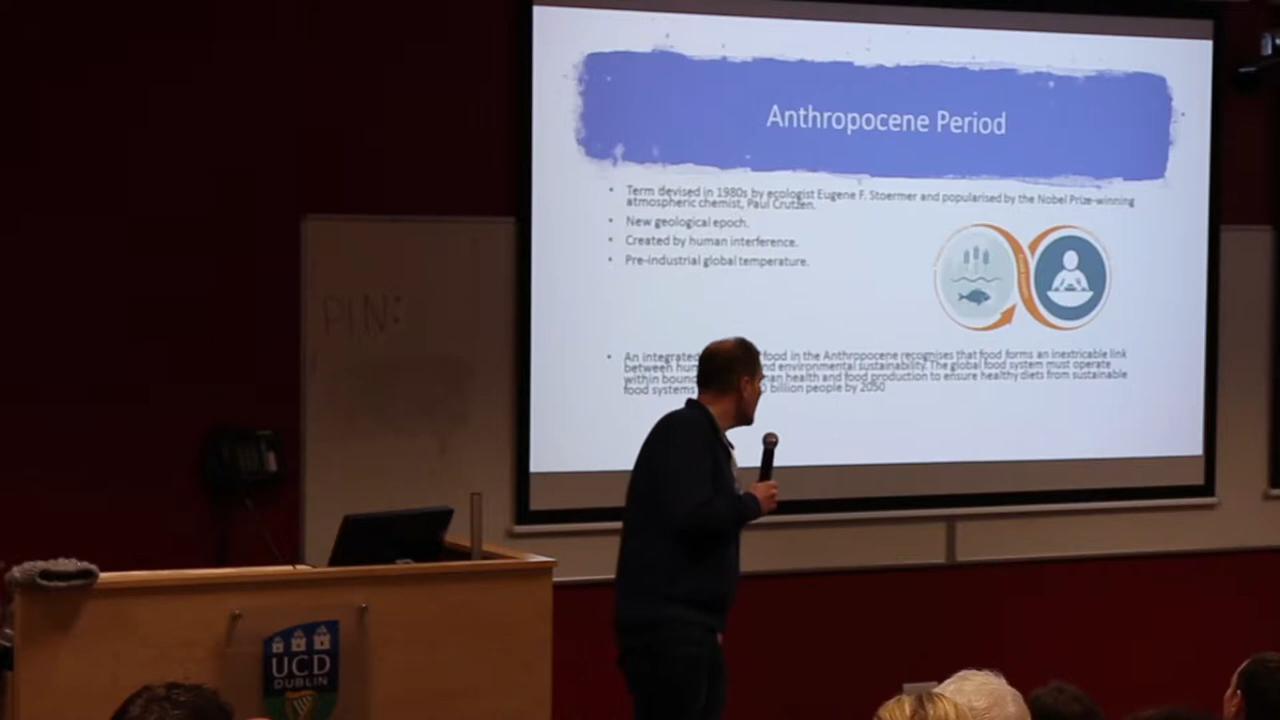 Anthropocene Period
• Term devised in 1980s by ecologist Eugene F. Stoermer and popularised by the Nobel Prize-winning
atmospheric chemist, Paul Crutzen.
• New geological epoch.
• Created by human interference.
• Pre-industrial global temperature.
• An integrated food in the Anthropocene recognises that food forms an inextricable link
between environmental sustainability. The global food system must operate
within health and food production to ensure healthy diets from sustainable
food systems billion people by 2050
PIN:
UCD
DUBLIN